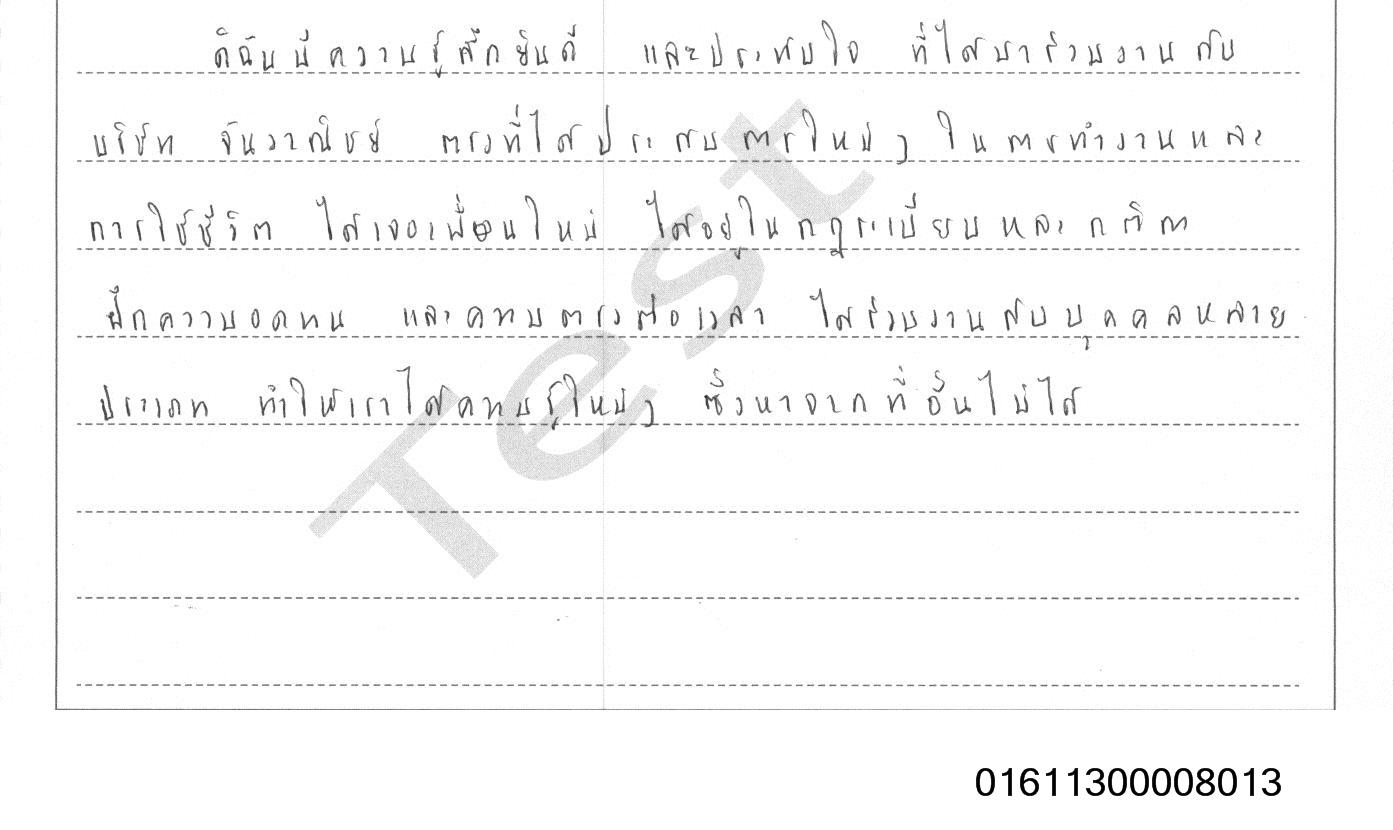 ดิฉันมีความรู้สึกยินดี และประทับใจ ที่ได้มาร่วมงานกับ
บริษัท จันวาณิชย์ ตรงที่ได้ประสบการใหม่ๆ ในการทำงานและ
การใช้ชีวิต ได้เจอะเพื่อนใหม่ ได้อยู่ในกฎระเบียบและกติกา
ฝึกความอดทน และความตรงต่อเวลา ได้ร่วมงานกับบุคคลหลาย
ประเภท ทำให้เราได้ความรู้ใหม่ๆ ซึ่งหาจากที่อื่นไม่ได้
Test
01611300008013